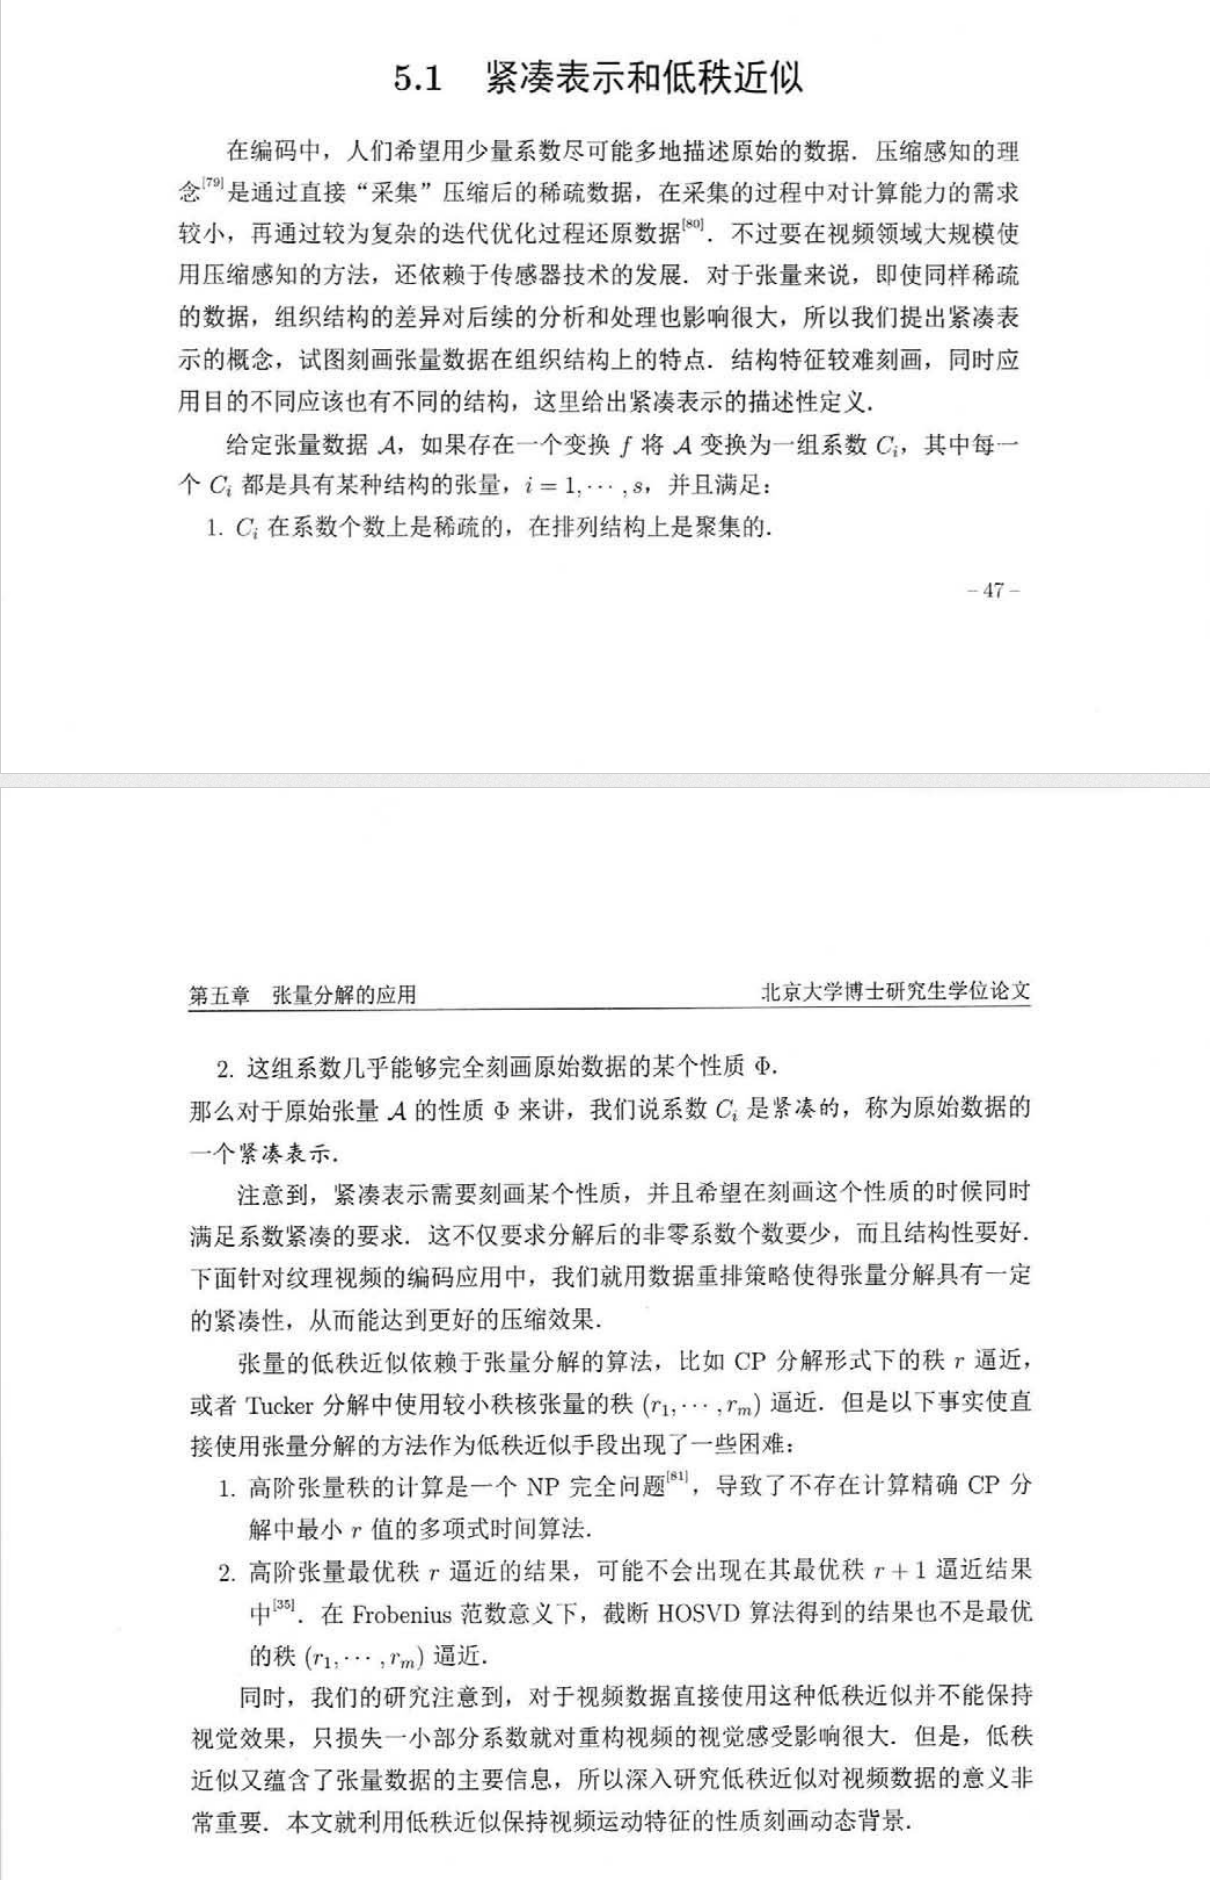 5.1 紧凑表示和低秩近似
在编码中，人们希望用少量系数尽可能多地描述原始的数据．压缩感知的理
念[79]是通过直接“采集”压缩后的稀疏数据，在采集的过程中对计算能力的需求
较小，再通过较为复杂的迭代优化过程还原数据[80]．不过要在视频领域大规模使
用压缩感知的方法，还依赖于传感器技术的发展．对于张量来说，即使同样稀疏
的数据，组织结构的差异对后续的分析和处理也影响很大，所以我们提出紧凑表
示的概念，试图刻画张量数据在组织结构上的特点．结构特征较难刻画，同时应
用目的不同应该也有不同的结构，这里给出紧凑表示的描述性定义．
给定张量数据 A，如果存在一个变换 f 将 A 变换为一组系数 Cᵢ，其中每一
个 Cᵢ 都是具有某种结构的张量，i = 1,⋯,s，并且满足：
1. Cᵢ 在系数个数上是稀疏的，在排列结构上是聚集的．
– 47 –
第五章 张量分解的应用 北京大学博士研究生学位论文
2. 这组系数几乎能够完全刻画原始数据的某个性质 Φ．
那么对于原始张量 A 的性质 Φ 来讲，我们说系数 Cᵢ 是紧凑的，称为原始数据的
一个紧凑表示．
注意到，紧凑表示需要刻画某个性质，并且希望在刻画这个性质的时候同时
满足系数紧凑的要求．这不仅要求分解后的非零系数个数要少，而且结构性要好．
下面针对纹理视频的编码应用中，我们就用数据重排策略使得张量分解具有一定
的紧凑性，从而能达到更好的压缩效果．
张量的低秩近似依赖于张量分解的算法，比如 CP 分解形式下的秩 r 逼近，
或者 Tucker 分解中使用较小秩核张量的秩 (r₁,⋯,rₘ) 逼近．但是以下事实使直
接使用张量分解的方法作为低秩近似手段出现了一些困难：
1. 高阶张量秩的计算是一个 NP 完全问题[81]，导致了不存在计算精确 CP 分
解中最小 r 值的多项式时间算法．
2. 高阶张量最优秩 r 逼近的结果，可能不会出现在其最优秩 r + 1 逼近结果
中[35]．在 Frobenius 范数意义下，截断 HOSVD 算法得到的结果也不是最优
的秩 (r₁,⋯,rₘ) 逼近．
同时，我们的研究注意到，对于视频数据直接使用这种低秩近似并不能保持
视觉效果，只损失一小部分系数就对重构视频的视觉感受影响很大．但是，低秩
近似又蕴含了张量数据的主要信息，所以深入研究低秩近似对视频数据的意义非
常重要．本文就利用低秩近似保持视频运动特征的性质刻画动态背景．